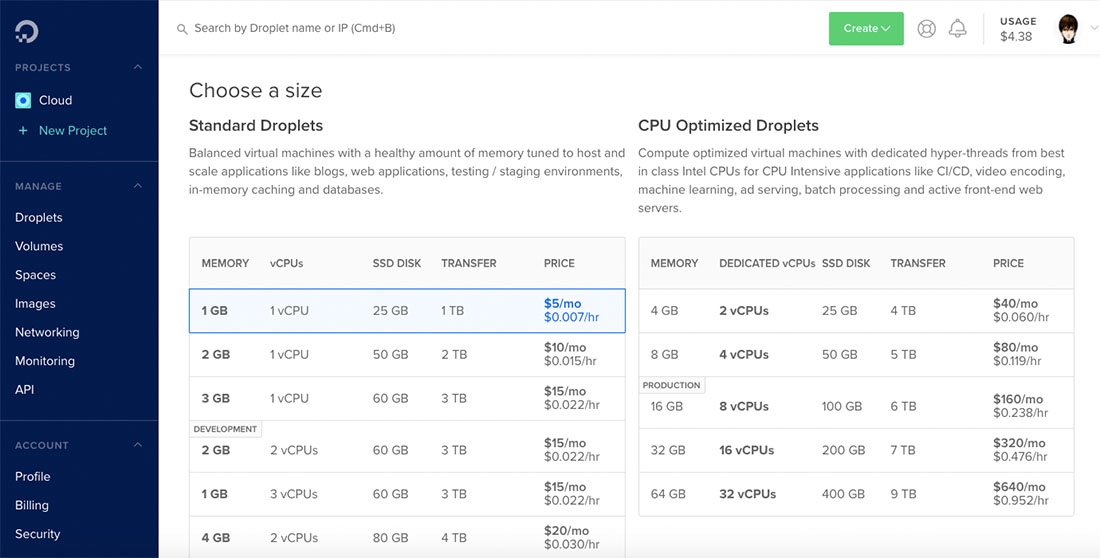 Search by Droplet name or IP (Cmd+B)
Create
USAGE
$4.38
PROJECTS
Cloud
+ New Project
MANAGE
Droplets
Volumes
Spaces
Images
Networking
Monitoring
API
ACCOUNT
Profile
Billing
Security
Choose a size
Standard Droplets
Balanced virtual machines with a healthy amount of memory tuned to host and
scale applications like blogs, web applications, testing / staging environments,
in-memory caching and databases.
MEMORY vCPUs SSD DISK TRANSFER PRICE
1 GB 1 vCPU 25 GB 1 TB $5/mo
$0.007/hr
2 GB 1 vCPU 50 GB 2 TB $10/mo
$0.015/hr
3 GB 1 vCPU 60 GB 3 TB $15/mo
$0.022/hr
DEVELOPMENT
2 GB 2 vCPUs 60 GB 3 TB $15/mo
$0.022/hr
1 GB 3 vCPUs 60 GB 3 TB $15/mo
$0.022/hr
4 GB 2 vCPUs 80 GB 4 TB $20/mo
$0.030/hr
CPU Optimized Droplets
Compute optimized virtual machines with dedicated hyper-threads from best
in class Intel CPUs for CPU Intensive applications like CI/CD, video encoding,
machine learning, ad serving, batch processing and active front-end web
servers.
MEMORY DEDICATED vCPUs SSD DISK TRANSFER PRICE
4 GB 2 vCPUs 25 GB 4 TB $40/mo
$0.060/hr
8 GB 4 vCPUs 50 GB 5 TB $80/mo
$0.119/hr
PRODUCTION
16 GB 8 vCPUs 100 GB 6 TB $160/mo
$0.238/hr
32 GB 16 vCPUs 200 GB 7 TB $320/mo
$0.476/hr
64 GB 32 vCPUs 400 GB 9 TB $640/mo
$0.952/hr